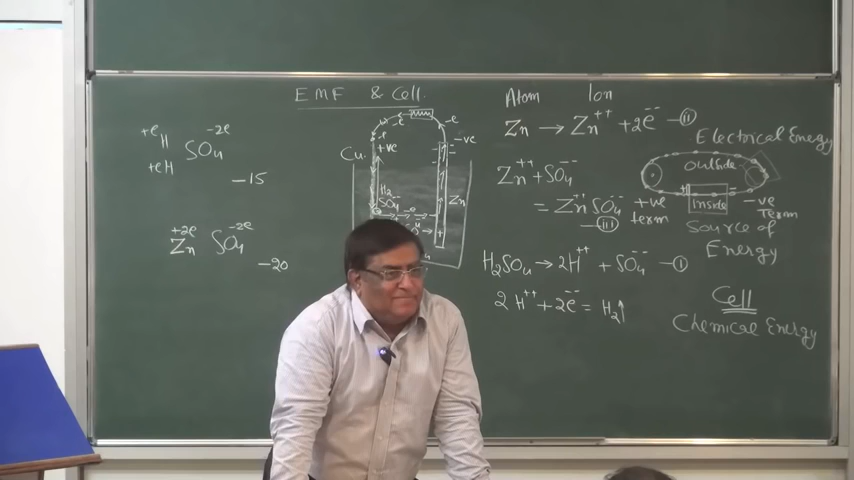 EMF & Cell
+e H SO₄ -2e
+e H
-15
+2e Zn SO₄ -2e
-20
-e -e
+ve -ve
Cu
H₂
SO₄⁻⁻
Zn
Atom Ion
Zn → Zn⁺⁺ + 2e⁻⁻ - II
Zn⁺⁺ + SO₄⁻⁻
= Zn⁺⁺ SO₄⁻⁻
- III
H₂SO₄ → 2H⁺⁺ + SO₄⁻⁻ - I
2H⁺⁺ + 2e⁻⁻ = H₂↑
Electrical Energy
Outside
+ -
Inside
+ve term
-ve Term
Source of
Energy
Cell
Chemical Energy